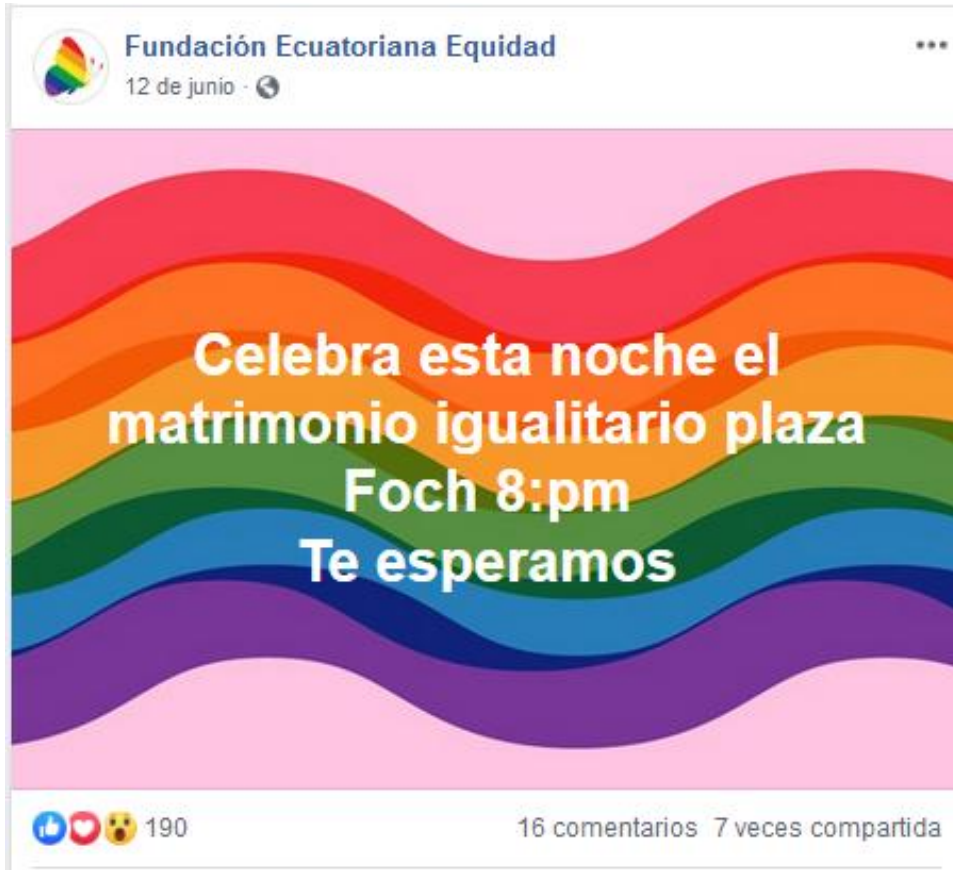 Fundación Ecuatoriana Equidad
12 de junio ·
Celebra esta noche el
matrimonio igualitario plaza
Foch 8:pm
Te esperamos
190
16 comentarios 7 veces compartida